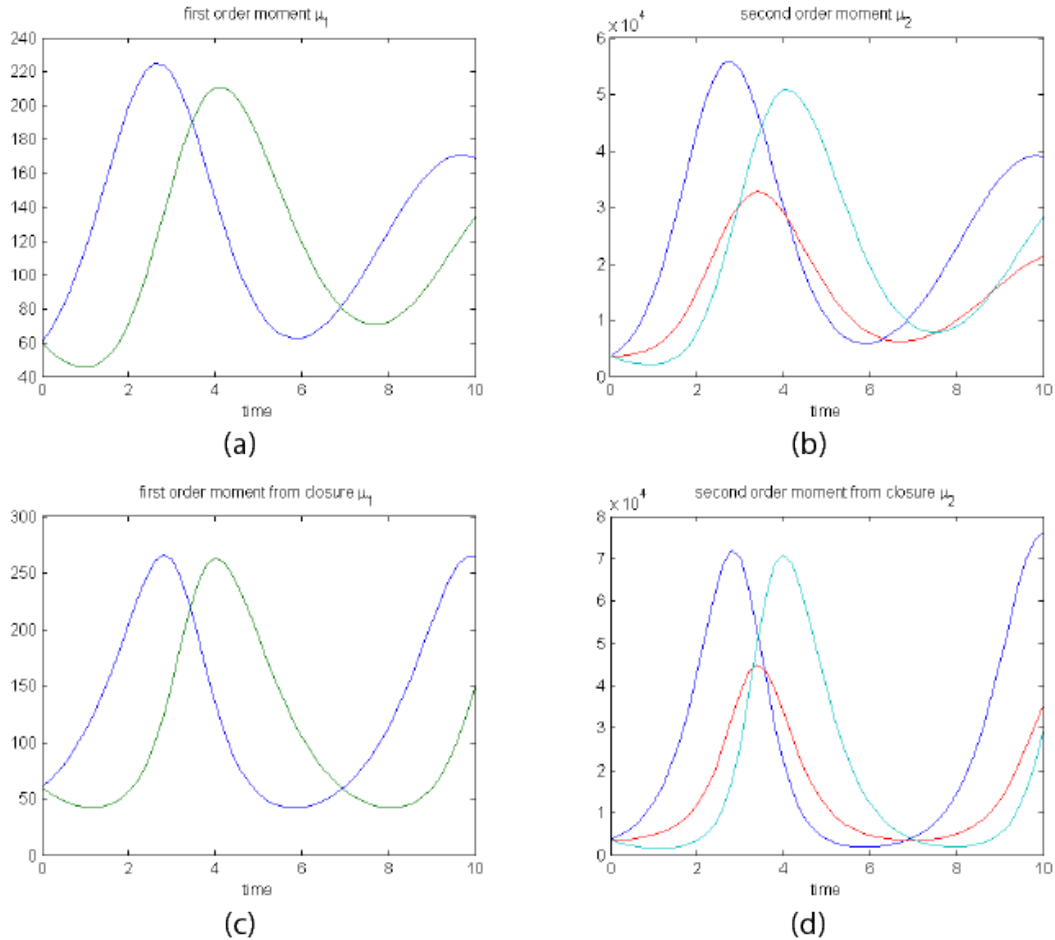 first order moment μ1
240
220
200
180
160
140
120
100
80
60
40
0 2 4 6 8 10
time
(a)
second order moment μ2
× 10^4
6
5
4
3
2
1
0
0 2 4 6 8 10
time
(b)
first order moment from closure μ1
300
250
200
150
100
50
0
0 2 4 6 8 10
time
(c)
second order moment from closure μ2
× 10^4
8
7
6
5
4
3
2
1
0
0 2 4 6 8 10
time
(d)